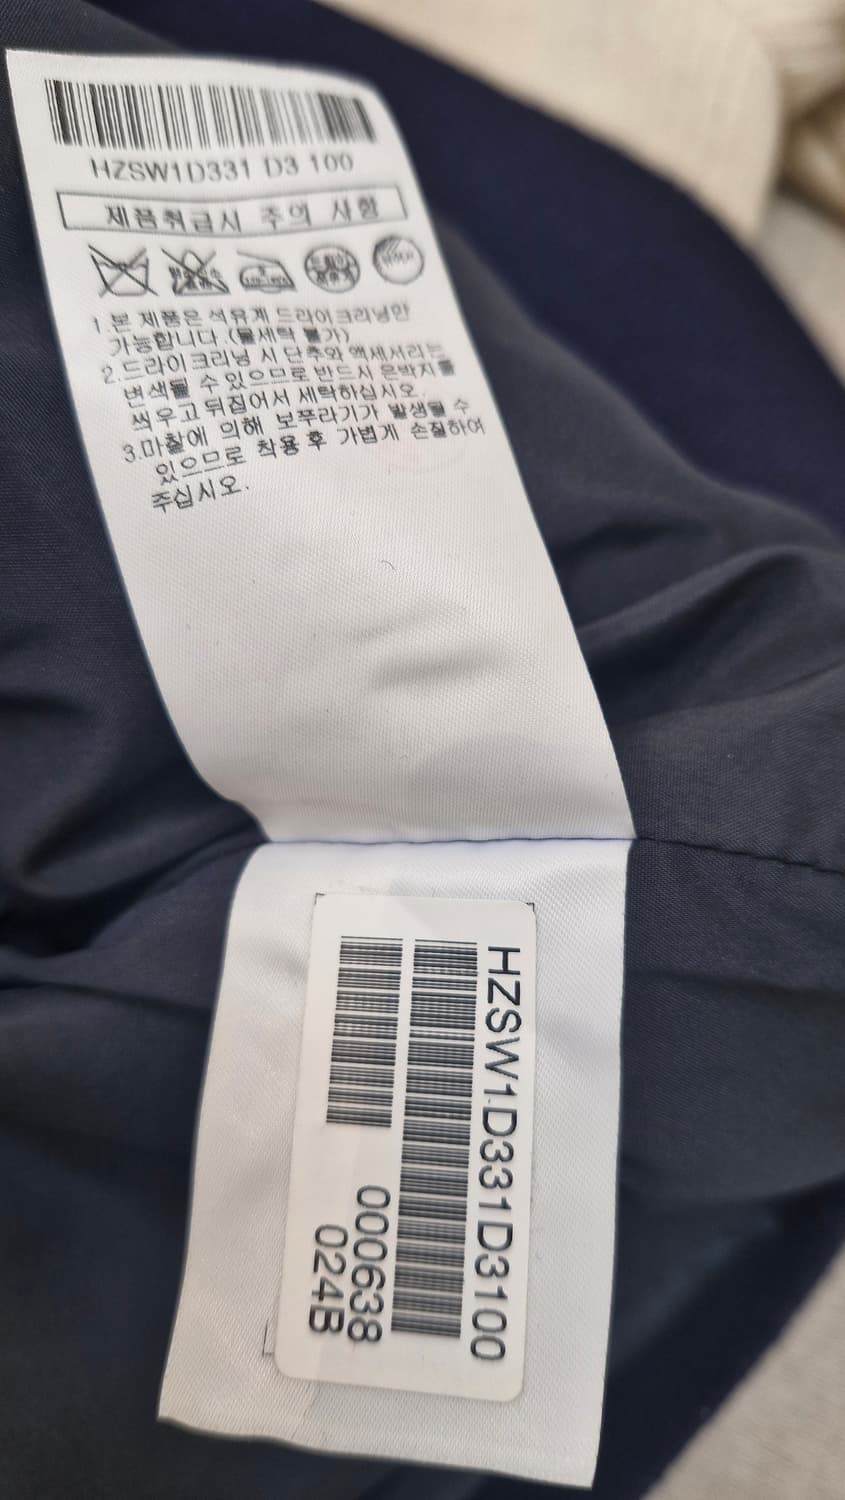 HZSW1D331 D3 100
제품취급시 주의 사항
1.본 제품은 석유계 드라이크리닝만
가능합니다.(물세탁 불가)
2.드라이 크리닝 시 단추와 액세서리는
변색될 수 있으므로 반드시 은박지를
씌우고 뒤집어서 세탁하십시오.
3.마찰에 의해 보푸라기가 발생될 수
있으므로 착용 후 가볍게 손질하여
주십시오.
HZSW1D331D3100
000638
024B